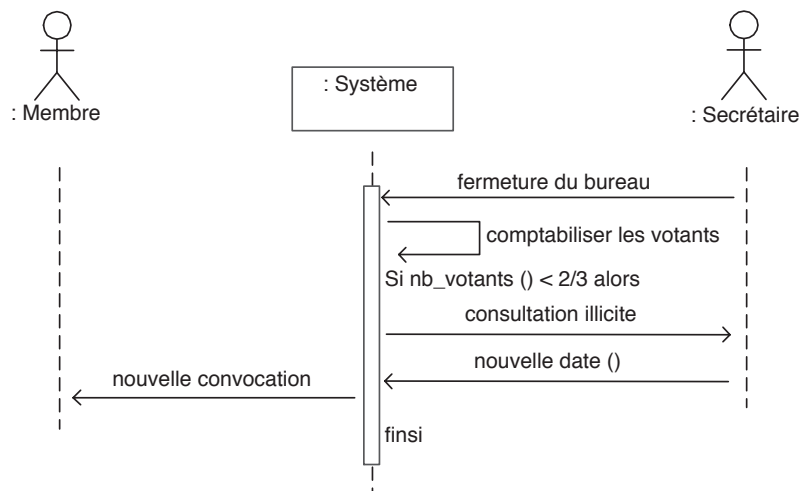 : Membre
: Système
: Secrétaire
fermeture du bureau
comptabiliser les votants
Si nb_votants () < 2/3 alors
consultation illicite
nouvelle date ()
nouvelle convocation
finsi